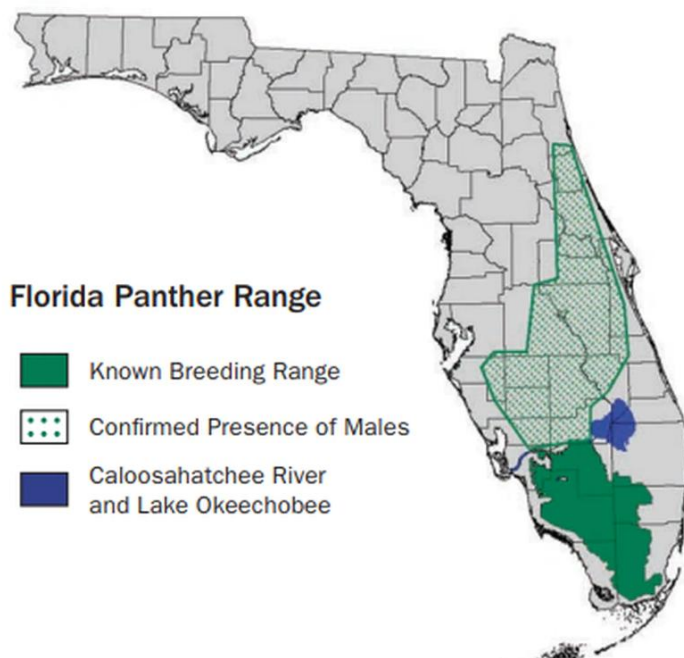 Florida Panther Range
Known Breeding Range
Confirmed Presence of Males
Caloosahatchee River
and Lake Okeechobee